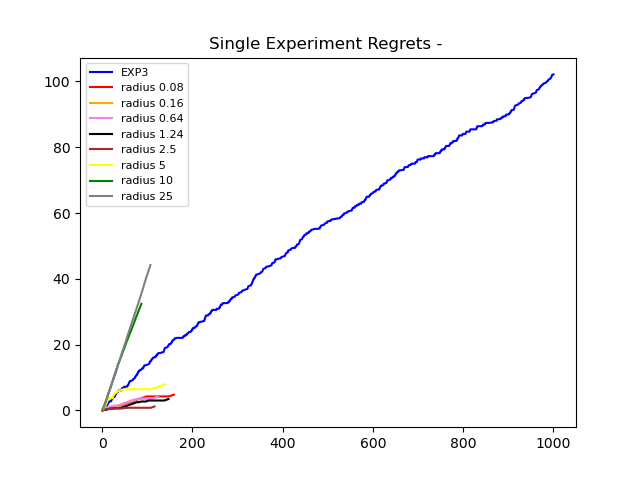 Single Experiment Regrets -
EXP3
radius 0.08
radius 0.16
radius 0.64
radius 1.24
radius 2.5
radius 5
radius 10
radius 25
100
80
60
40
20
0
0 200 400 600 800 1000